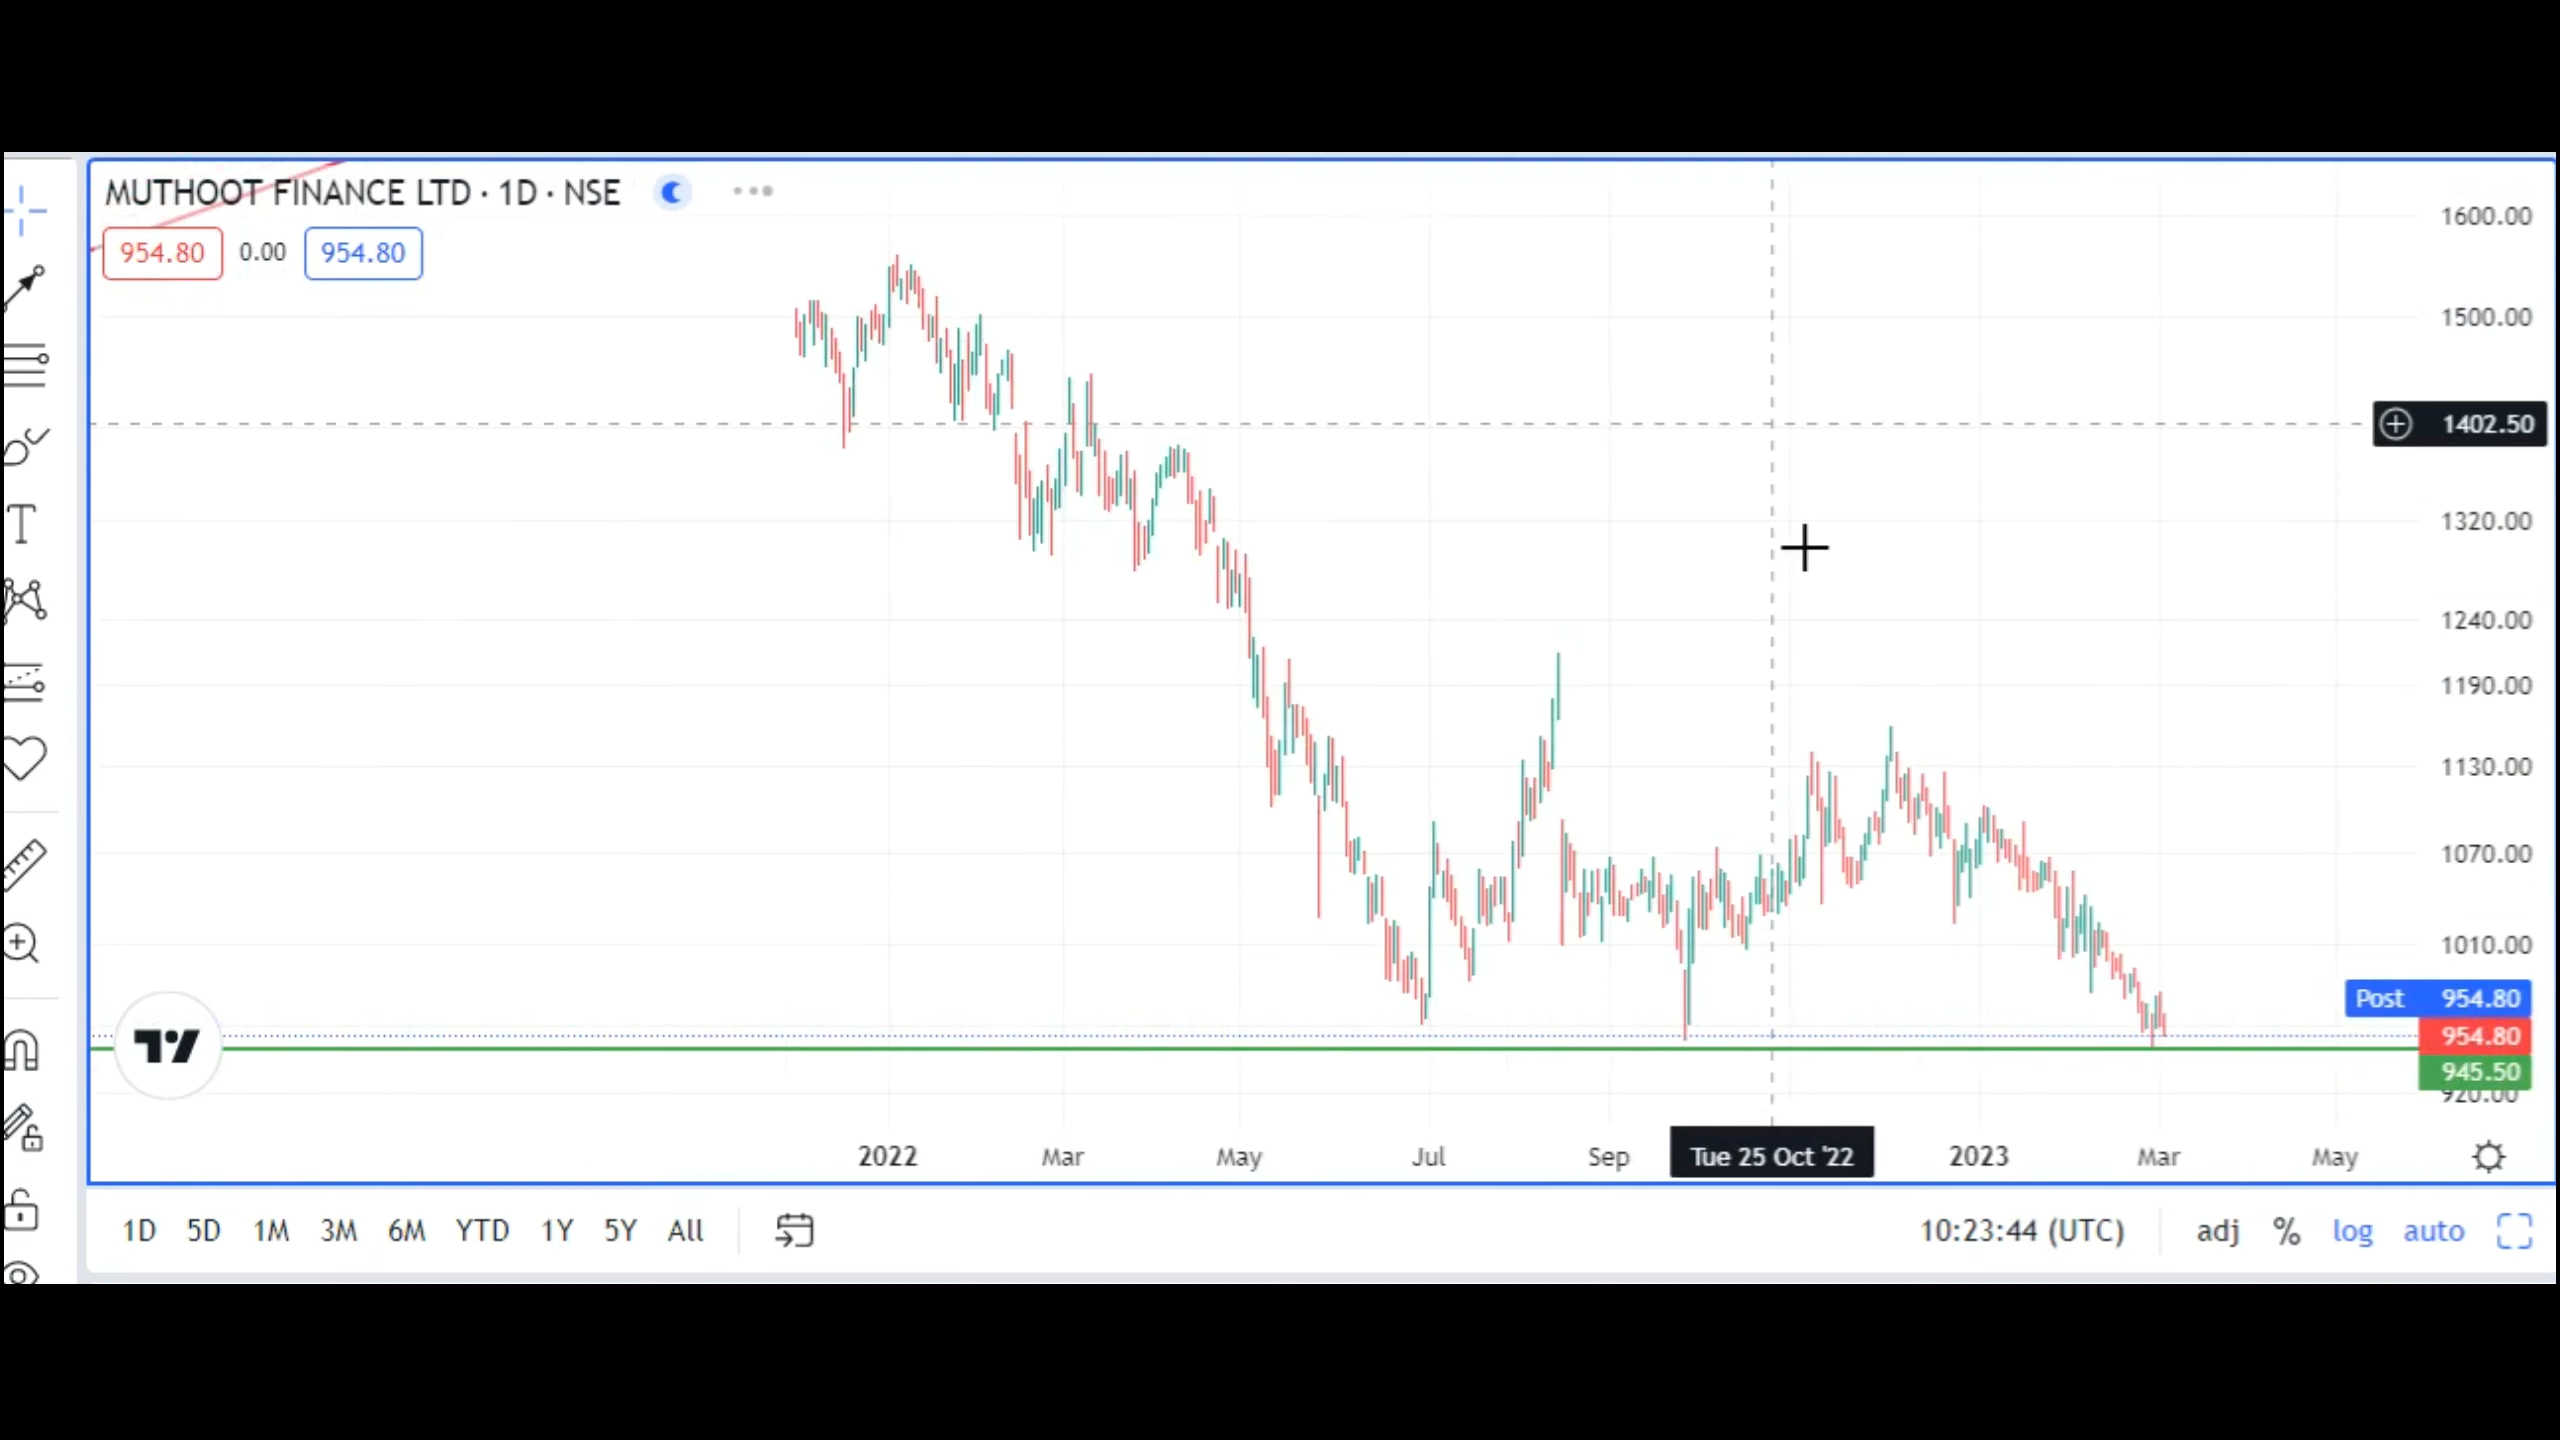 MUTHOOT FINANCE LTD · 1D · NSE
954.80 0.00 954.80
1600.00
1500.00
1402.50
1320.00
1240.00
1190.00
1130.00
1070.00
1010.00
Post 954.80
954.80
945.50
920.00
2022 Mar May Jul Sep Tue 25 Oct '22 2023 Mar May
1D 5D 1M 3M 6M YTD 1Y 5Y All 10:23:44 (UTC) adj % log auto